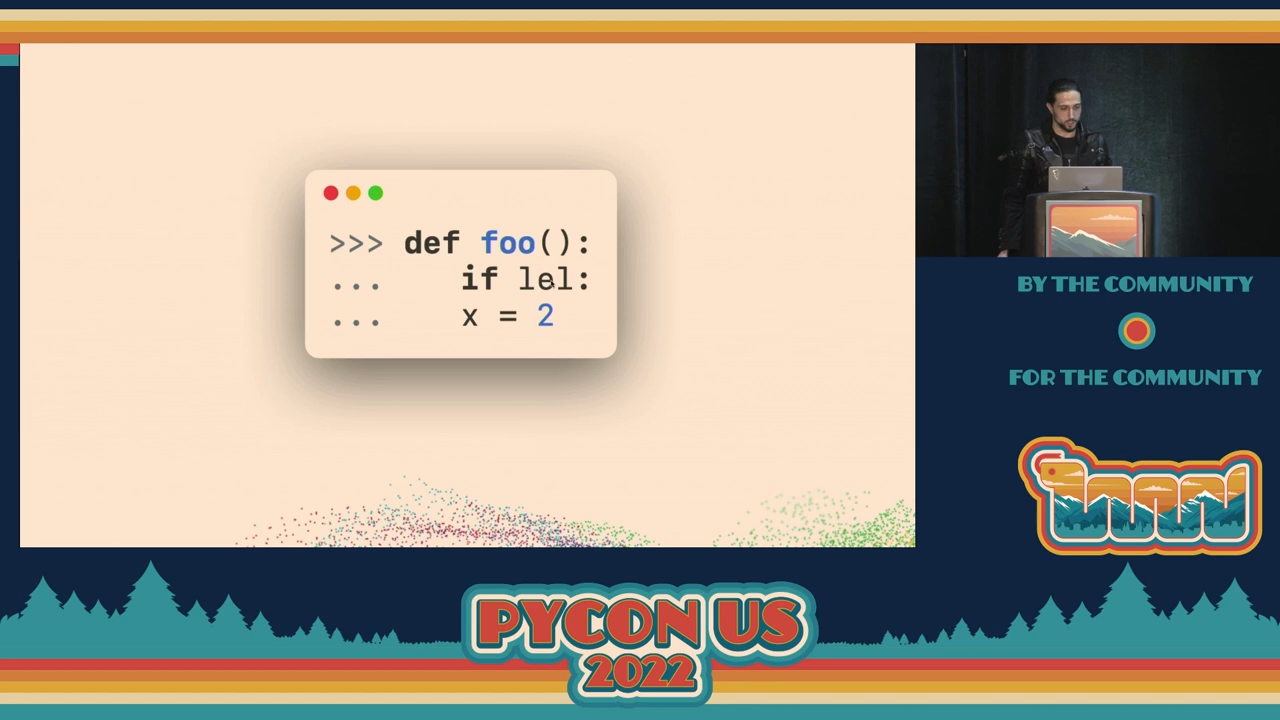 >>> def foo():
...     if lel:
...     x = 2
BY THE COMMUNITY
FOR THE COMMUNITY
PYCON US
2022